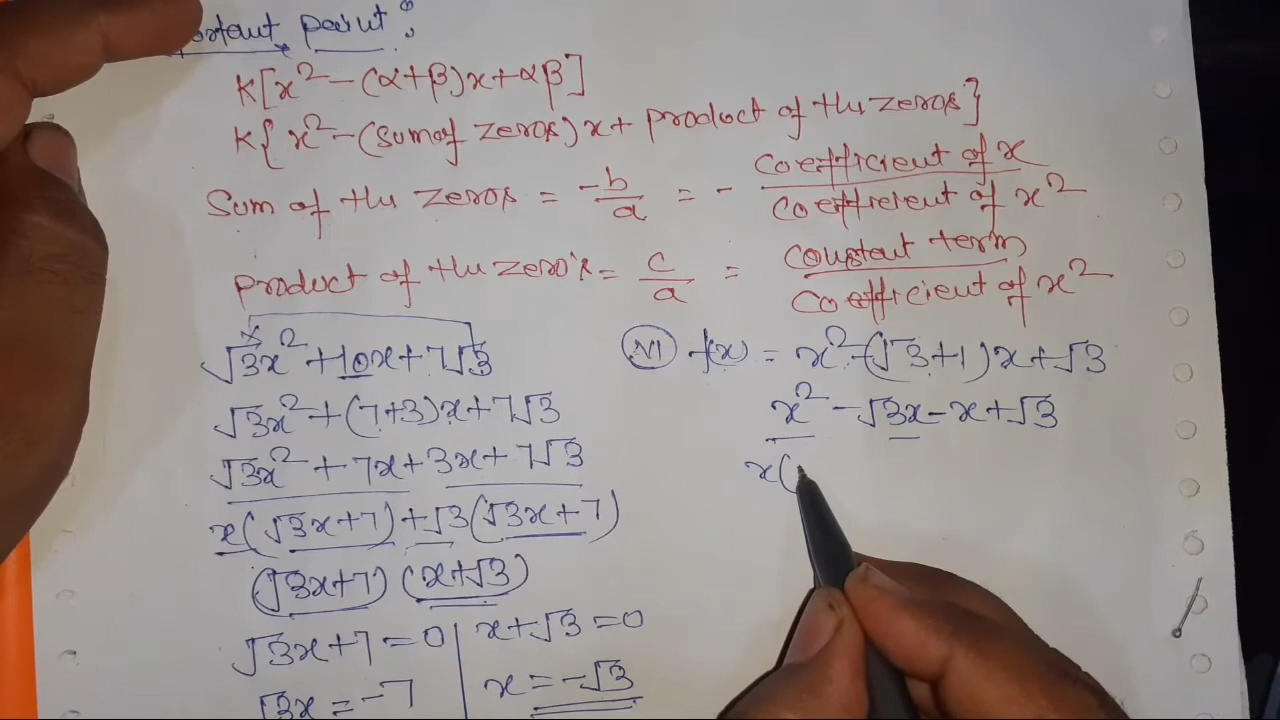 portant point :
K[x² - (α+β)x + αβ]
K{x² - (sum of zeros)x + product of the zeros}
Sum of the zeros = -b/a = - coefficient of x / coefficient of x²
product of the zero's = c/a = constant term / coefficient of x²
√3x² + 10x + 7√3
√3x² + (7+3)x + 7√3
√3x² + 7x + 3x + 7√3
x(√3x+7) + √3(√3x+7)
(√3x+7) (x+√3)
√3x+7 = 0 | x+√3 = 0
√3x = -7 | x = -√3
(VI) f(x) = x² - (√3+1)x + √3
x² - √3x - x + √3
x(